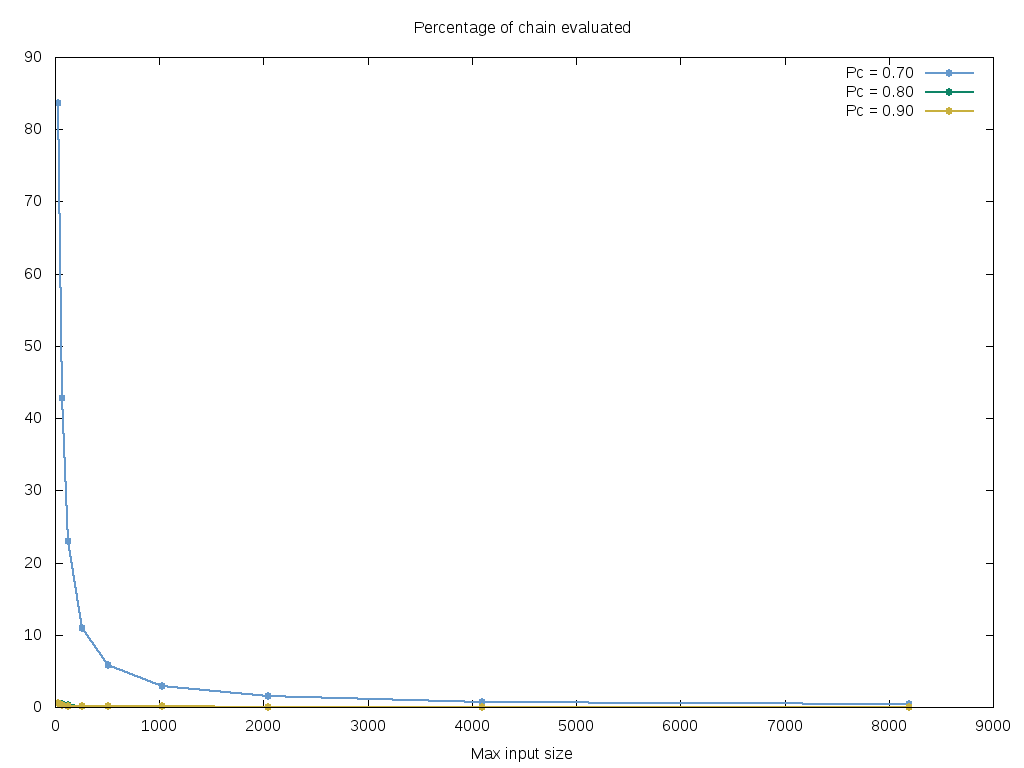 Percentage of chain evaluated
90
80
70
60
50
40
30
20
10
0
Pc = 0.70
Pc = 0.80
Pc = 0.90
0 1000 2000 3000 4000 5000 6000 7000 8000 9000
Max input size